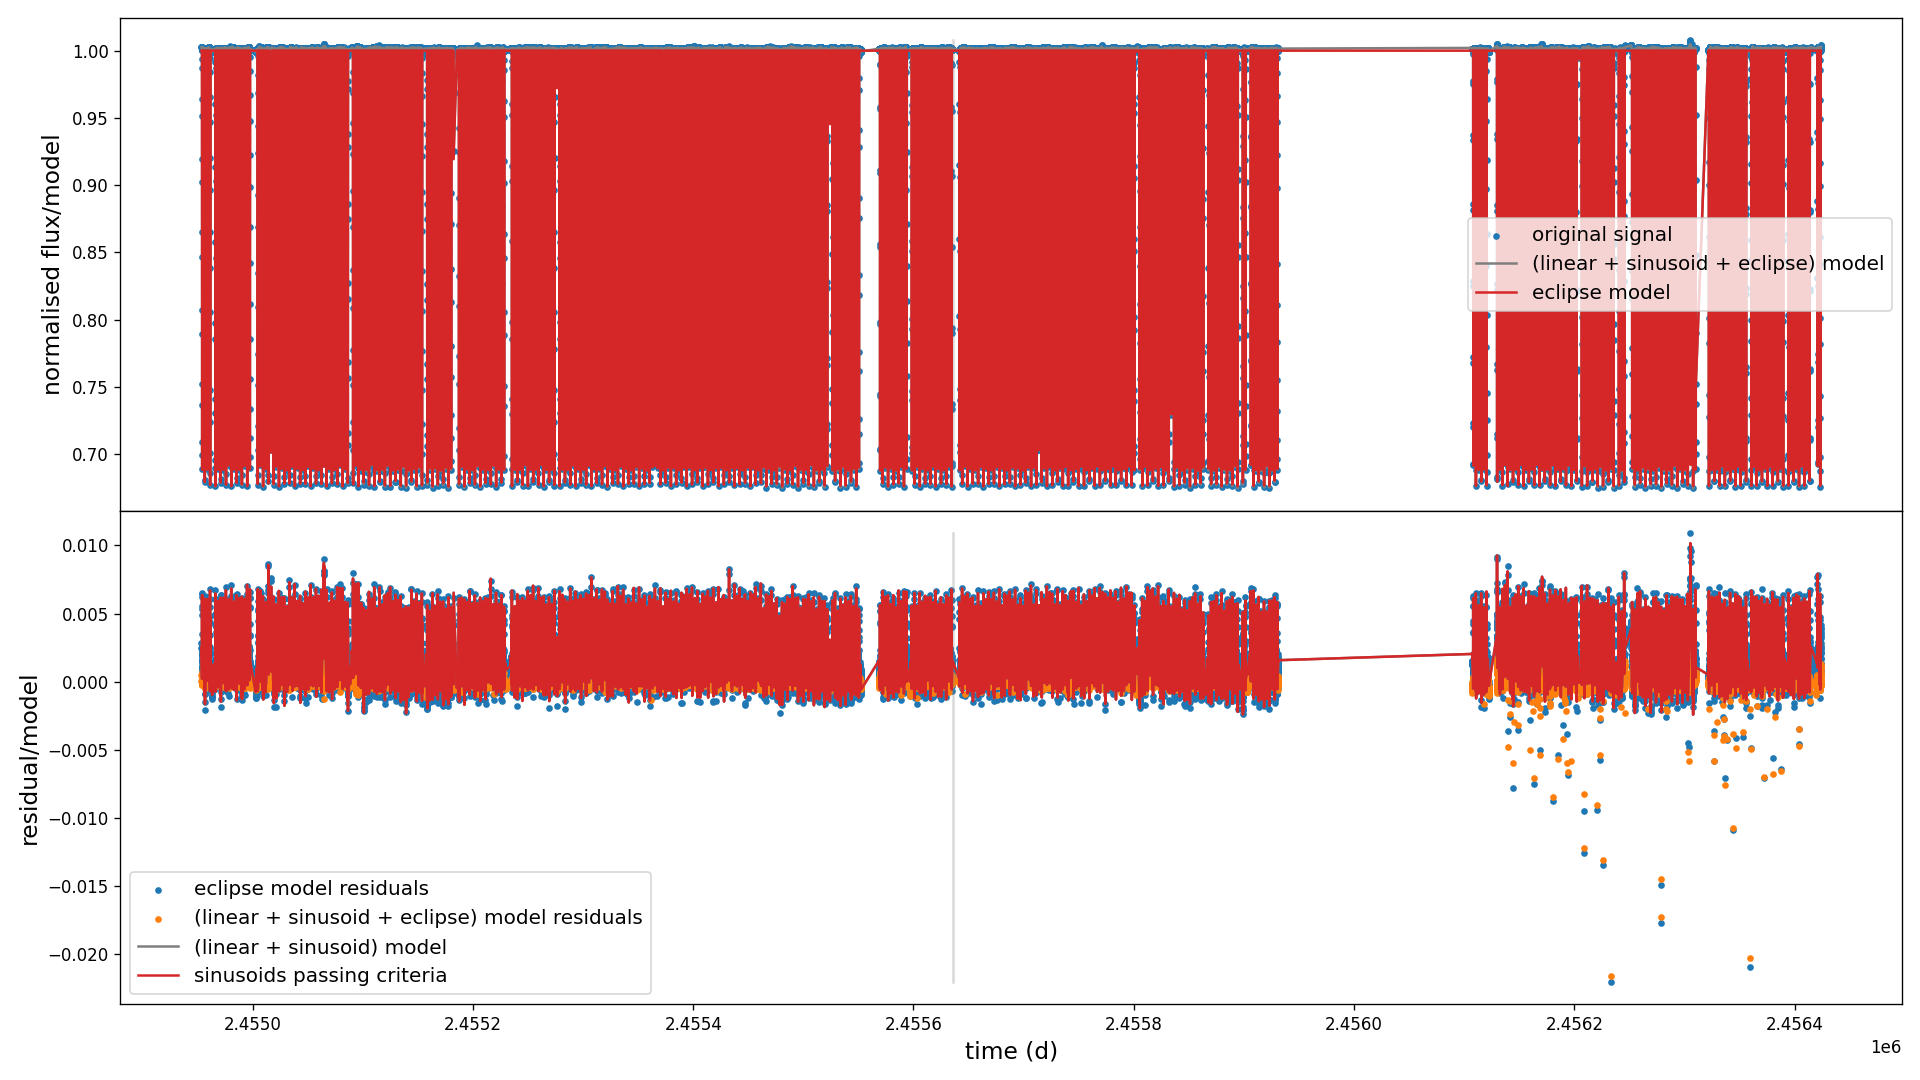 1.00
0.95
0.90
0.85
0.80
0.75
0.70
normalised flux/model
original signal
(linear + sinusoid + eclipse) model
eclipse model
0.010
0.005
0.000
−0.005
−0.010
−0.015
−0.020
residual/model
eclipse model residuals
(linear + sinusoid + eclipse) model residuals
(linear + sinusoid) model
sinusoids passing criteria
2.4550 2.4552 2.4554 2.4556 2.4558 2.4560 2.4562 2.4564
1e6
time (d)